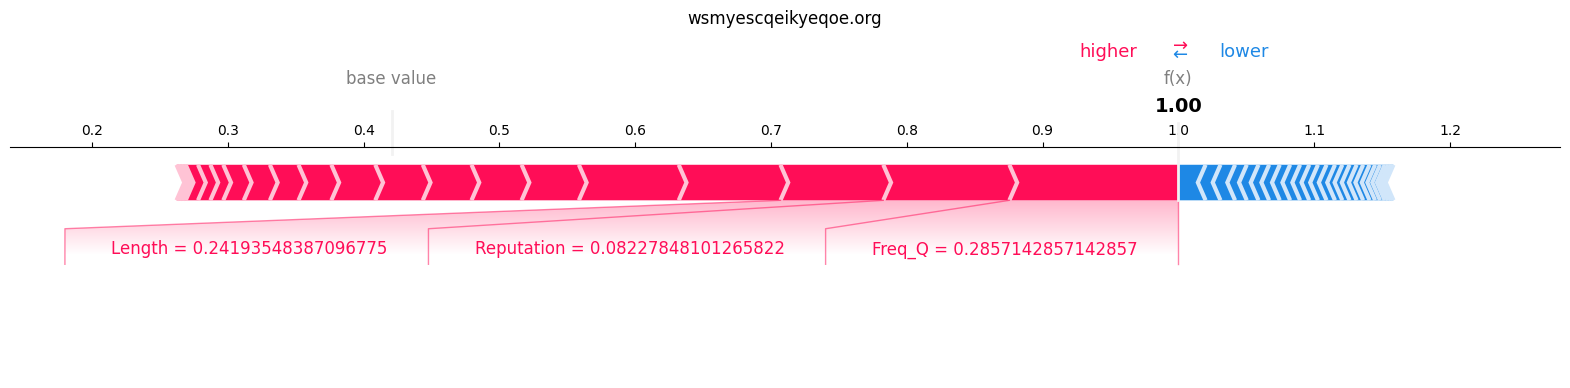 wsmyescqeikyeqoe.org
higher → lower
←
base value f(x)
1.00
0.2 0.3 0.4 0.5 0.6 0.7 0.8 0.9 1 0 1.1 1.2
Length = 0.24193548387096775 Reputation = 0.08227848101265822 Freq_Q = 0.2857142857142857